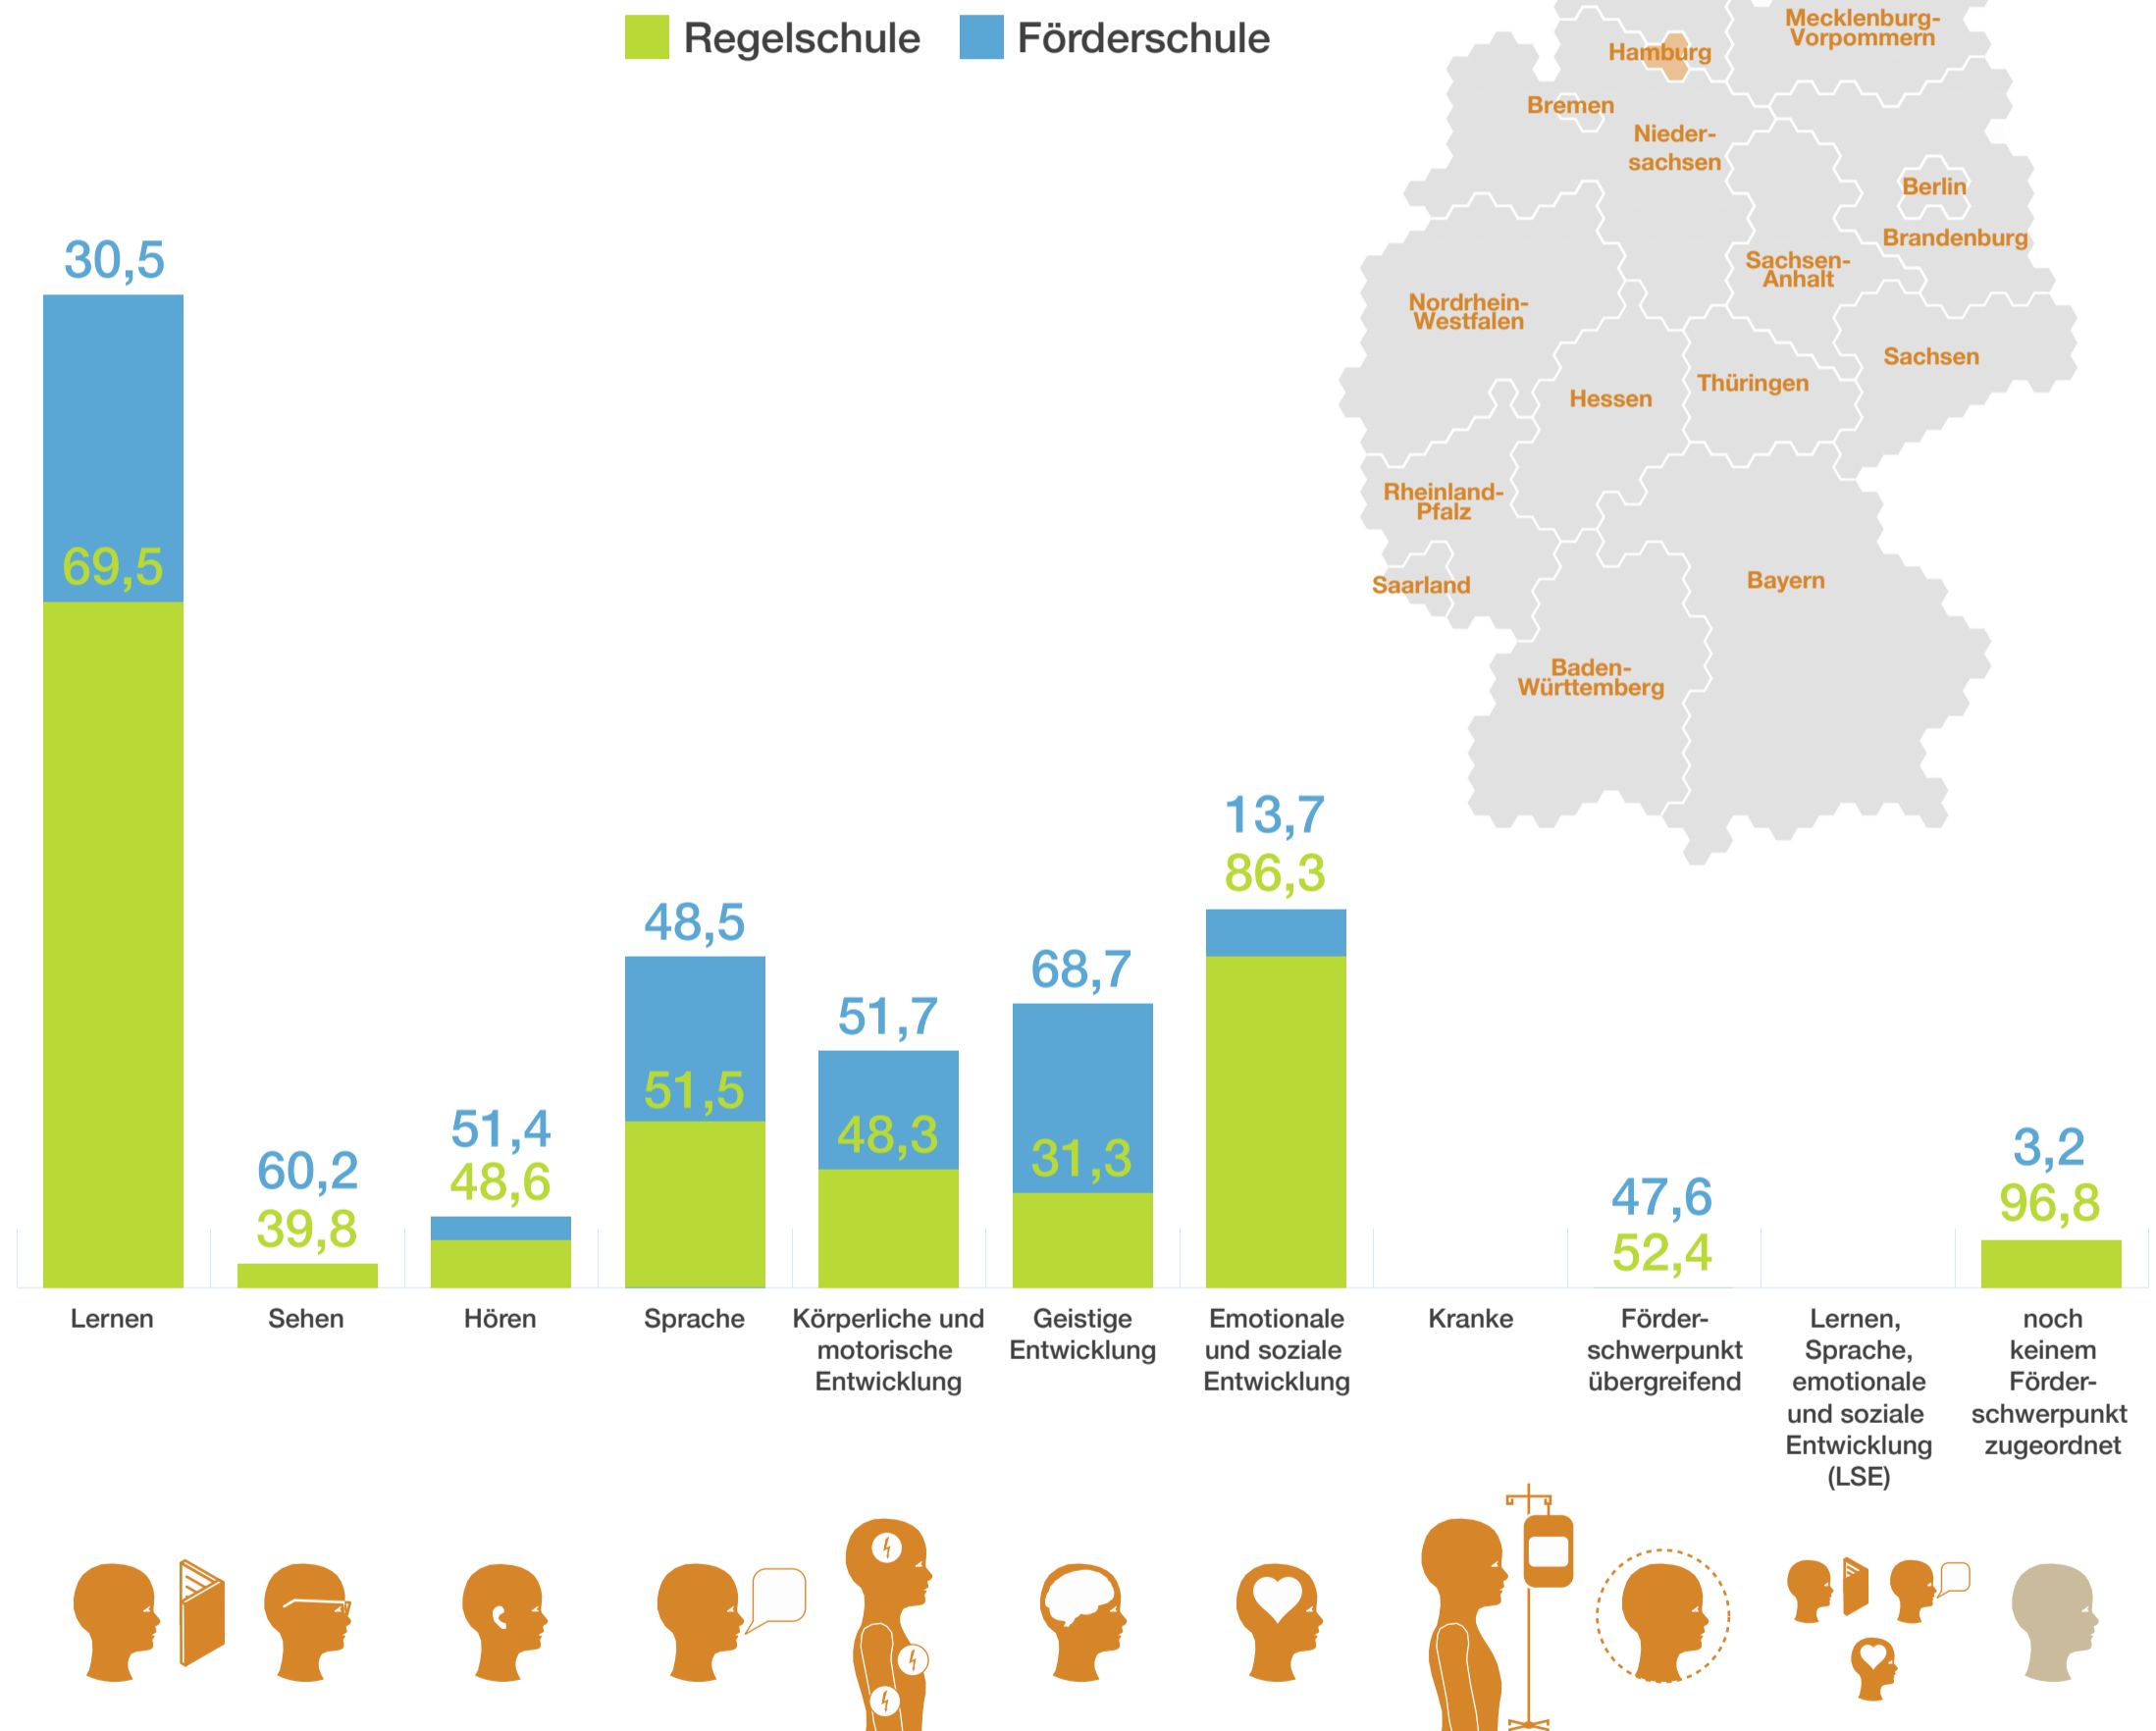 Regelschule Förderschule
Mecklenburg-
Vorpommern
Hamburg
Bremen
Nieder-
sachsen
Berlin
Brandenburg
Sachsen-
Anhalt
Nordrhein-
Westfalen
Sachsen
Thüringen
Hessen
Rheinland-
Pfalz
Saarland
Bayern
Baden-
Württemberg
30,5
69,5
60,2
39,8
51,4
48,6
48,5
51,5
51,7
48,3
68,7
31,3
13,7
86,3
47,6
52,4
3,2
96,8
Lernen
Sehen
Hören
Sprache
Körperliche und
motorische
Entwicklung
Geistige
Entwicklung
Emotionale
und soziale
Entwicklung
Kranke
Förder-
schwerpunkt
übergreifend
Lernen,
Sprache,
emotionale
und soziale
Entwicklung
(LSE)
noch
keinem
Förder-
schwerpunkt
zugeordnet